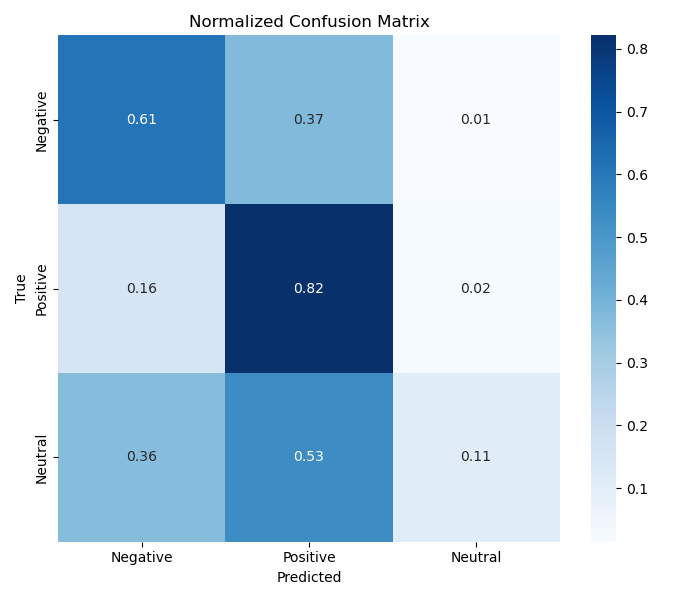 Normalized Confusion Matrix
True
Negative
0.61 0.37 0.01
Positive
0.16 0.82 0.02
Neutral
0.36 0.53 0.11
Negative Positive Neutral
Predicted
0.8
0.7
0.6
0.5
0.4
0.3
0.2
0.1